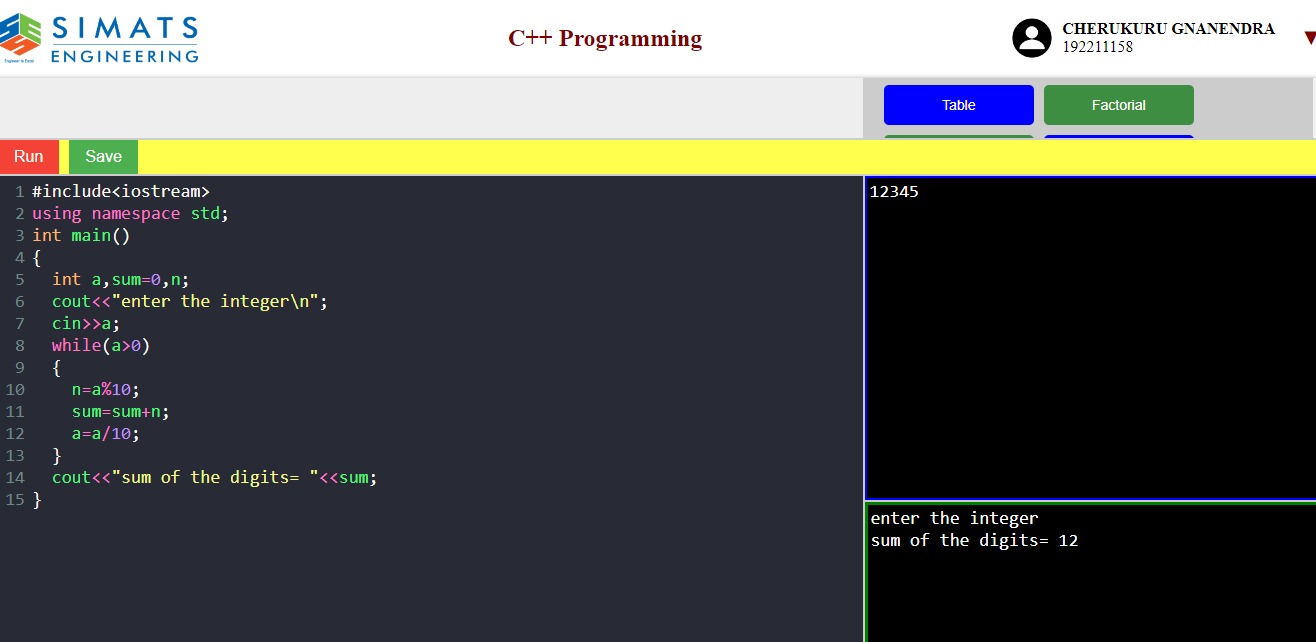 SIMATS
ENGINEERING
Engineer to Excel
C++ Programming
CHERUKURU GNANENDRA
192211158
▼
Table
Factorial
Run
Save
1 #include<iostream>
2 using namespace std;
3 int main()
4 {
5   int a,sum=0,n;
6   cout<<"enter the integer\n";
7   cin>>a;
8   while(a>0)
9   {
10     n=a%10;
11     sum=sum+n;
12     a=a/10;
13   }
14   cout<<"sum of the digits= "<<sum;
15 }
12345
enter the integer
sum of the digits= 12